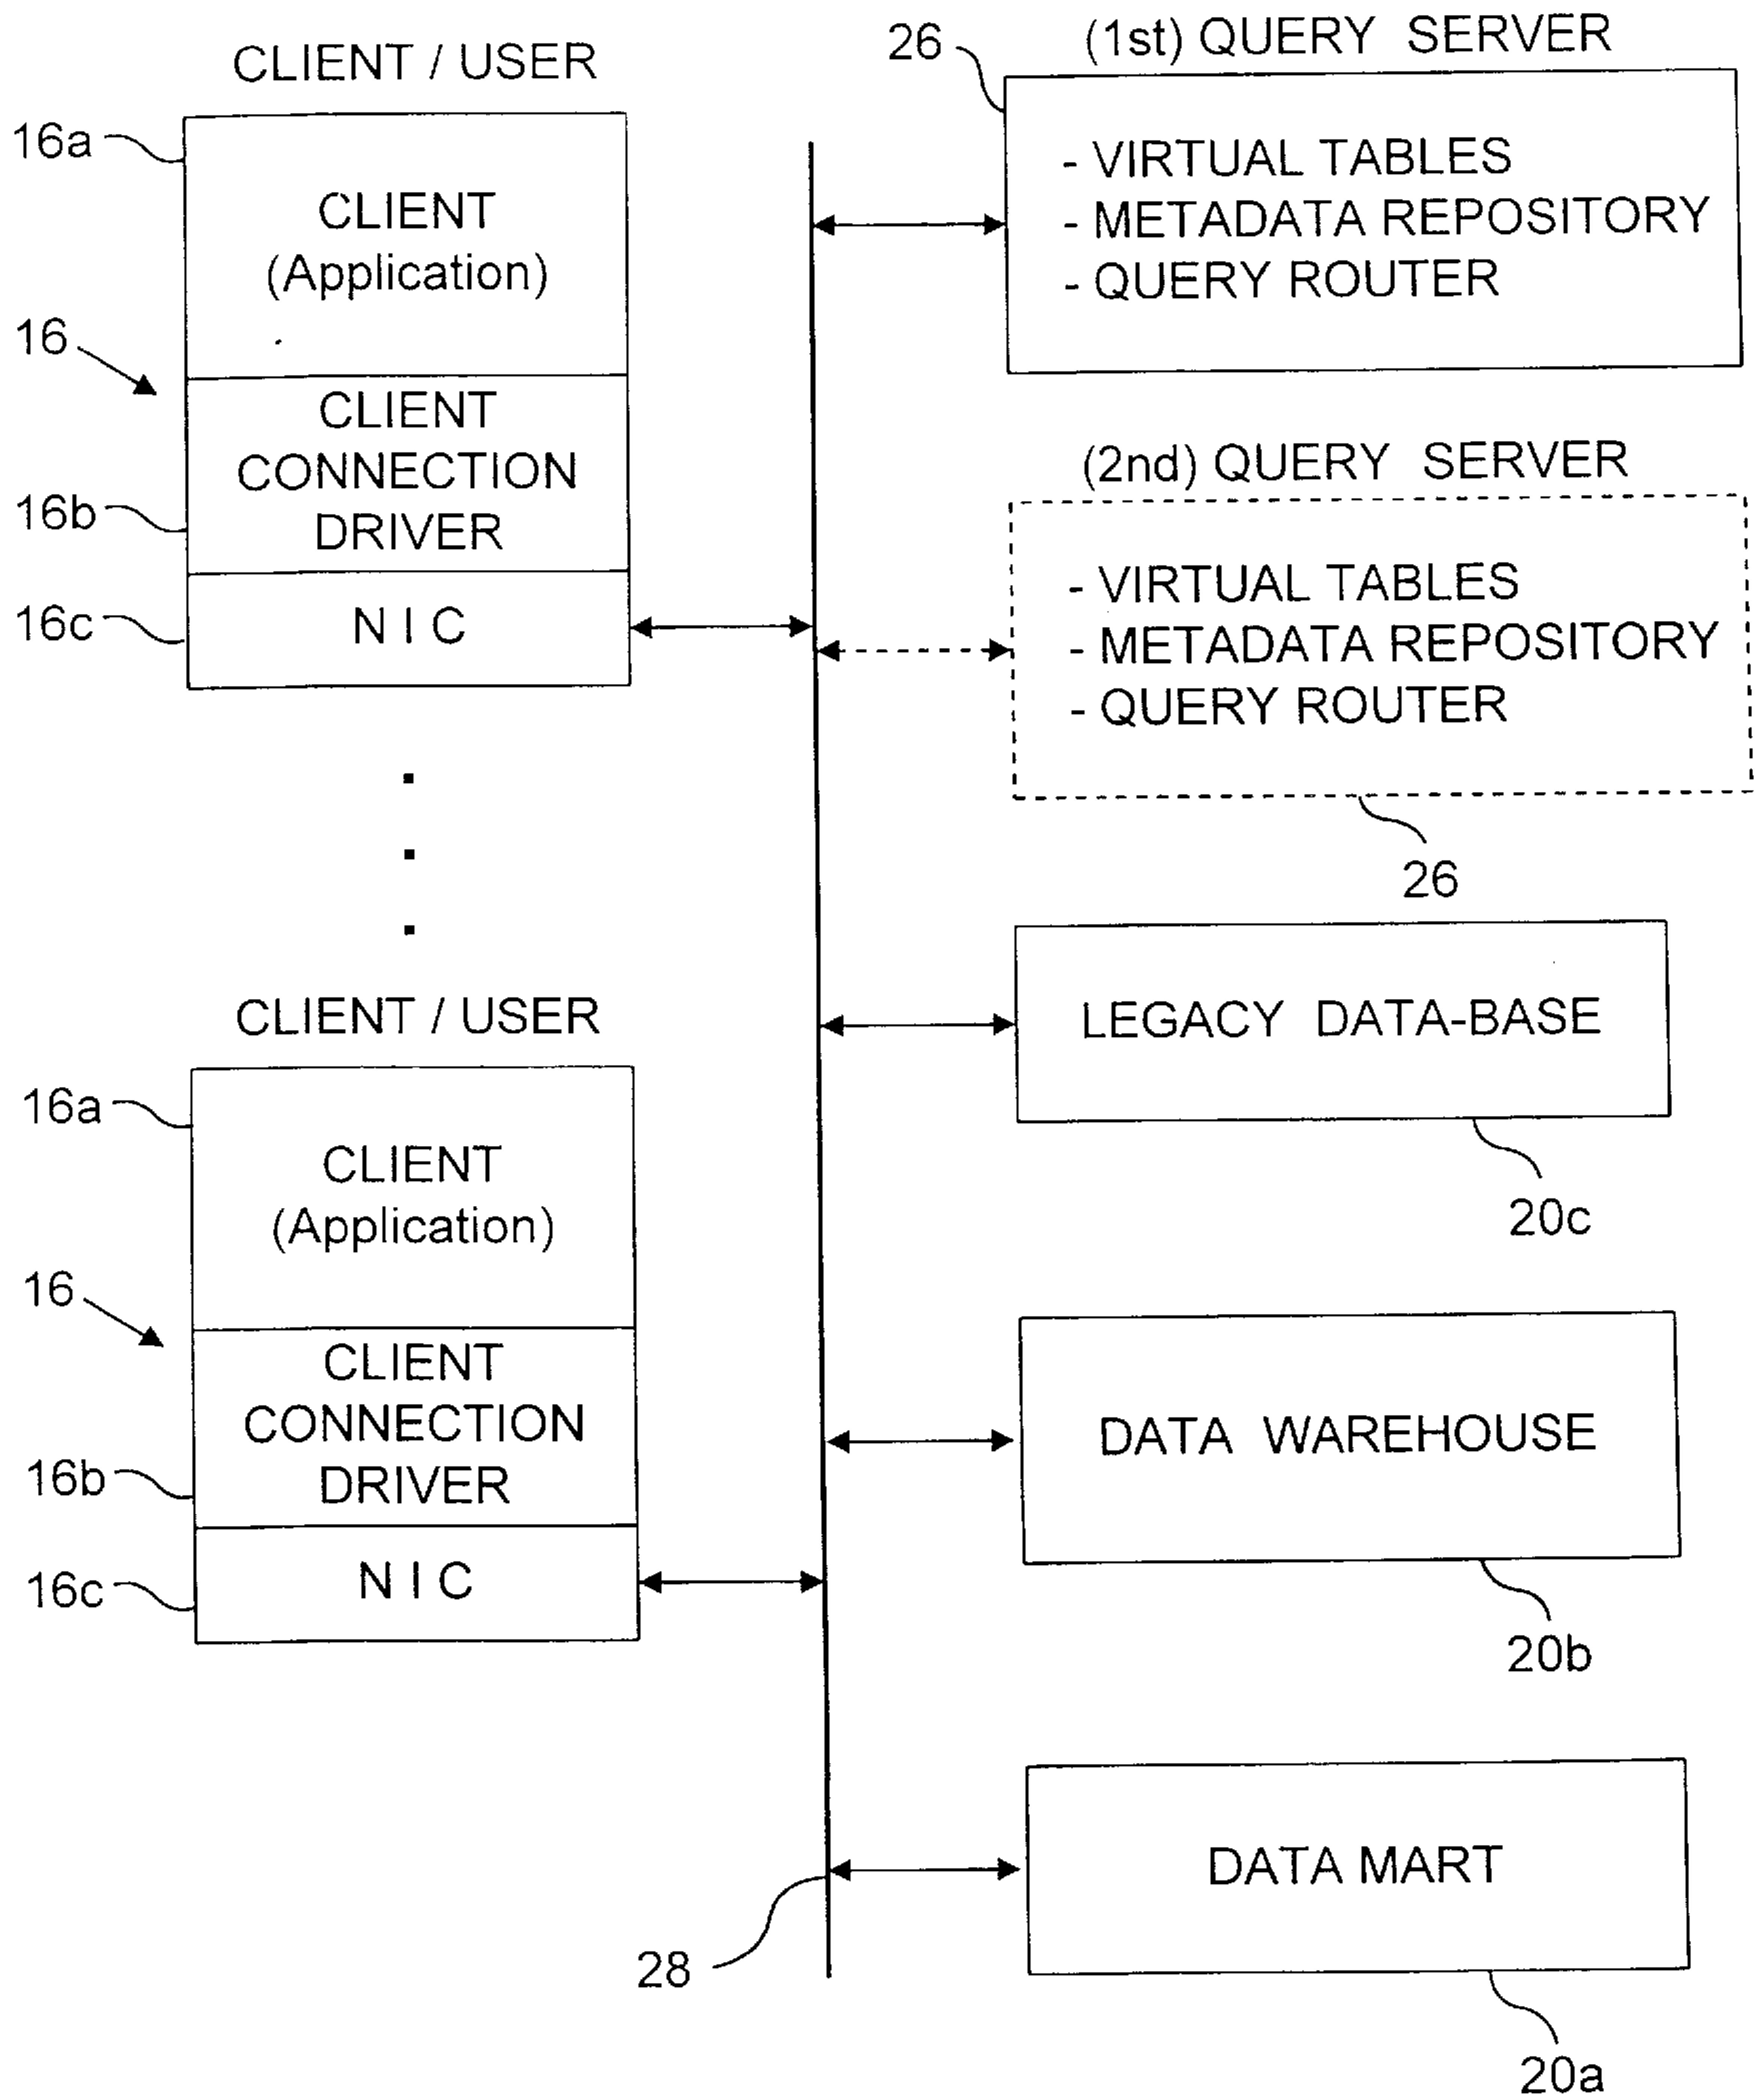 CLIENT / USER
16a
CLIENT
(Application)
16
CLIENT
CONNECTION
DRIVER
16b
16c
N I C
CLIENT / USER
16a
CLIENT
(Application)
16
CLIENT
CONNECTION
DRIVER
16b
16c
N I C
28
26
(1st) QUERY SERVER
- VIRTUAL TABLES
- METADATA REPOSITORY
- QUERY ROUTER
(2nd) QUERY SERVER
- VIRTUAL TABLES
- METADATA REPOSITORY
- QUERY ROUTER
26
LEGACY DATA-BASE
20c
DATA WAREHOUSE
20b
DATA MART
20a